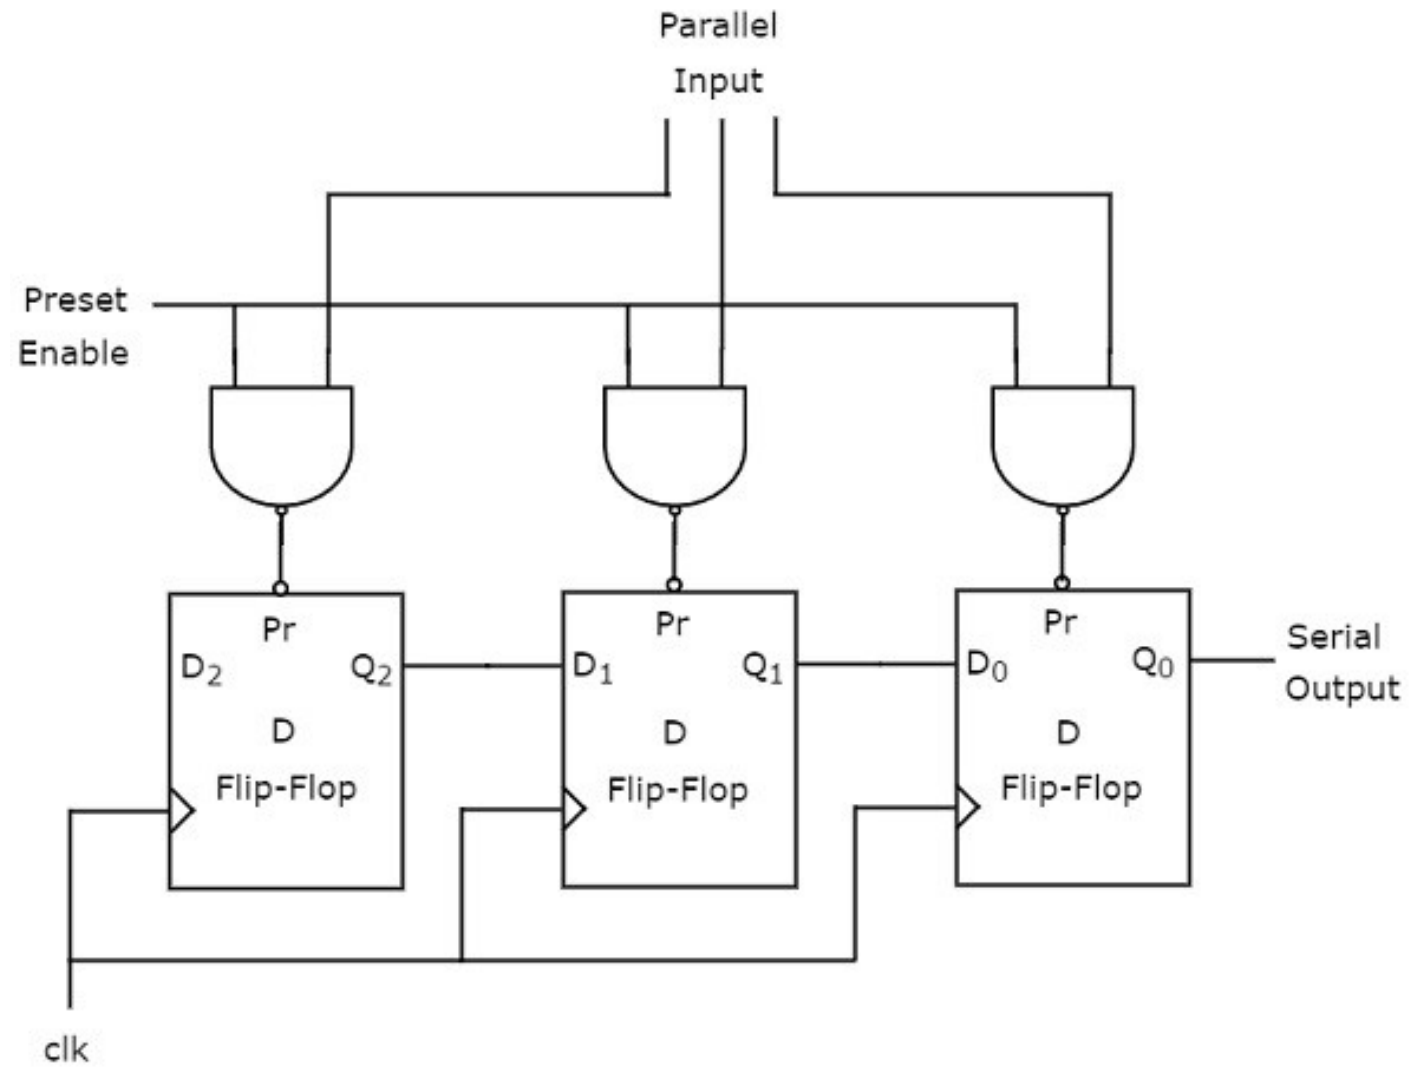 Parallel
Input
Preset
Enable
Pr
D₂
Q₂
D
Flip-Flop
Pr
D₁
Q₁
D
Flip-Flop
Pr
D₀
Q₀
D
Flip-Flop
Serial
Output
clk